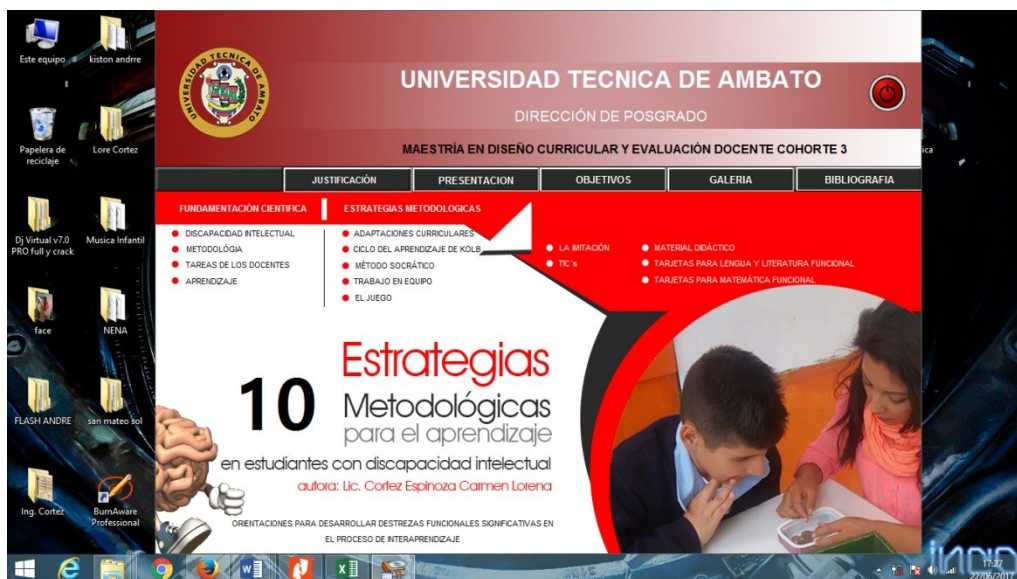 Este equipo
kiston andrre
Papelera de
reciclaje
Lore Cortez
Dj Virtual v7.0
PRO full y crack
Musica Infantil
face
NENA
FLASH ANDRE
san mateo sol
Ing. Cortez
BurnAware
Professional
UNIVERSIDAD TECNICA DE AMBATO
UNIVERSIDAD TECNICA DE AMBATO
DIRECCIÓN DE POSGRADO
MAESTRÍA EN DISEÑO CURRICULAR Y EVALUACIÓN DOCENTE COHORTE 3
JUSTIFICACIÓN
PRESENTACION
OBJETIVOS
GALERIA
BIBLIOGRAFIA
FUNDAMENTACIÓN CIENTIFICA
DISCAPACIDAD INTELECTUAL
METODOLÓGIA
TAREAS DE LOS DOCENTES
APRENDIZAJE
ESTRATEGIAS METODOLOGICAS
ADAPTACIONES CURRICULARES
CICLO DEL APRENDIZAJE DE KOLB
MÉTODO SOCRÁTICO
TRABAJO EN EQUIPO
EL JUEGO
LA IMITACIÓN
TIC´s
MATERIAL DIDÁCTICO
TARJETAS PARA LENGUA Y LITERATURA FUNCIONAL
TARJETAS PARA MATEMÁTICA FUNCIONAL
10 Estrategias
Metodológicas
para el aprendizaje
en estudiantes con discapacidad intelectual
autora: Lic. Cortez Espinoza Carmen Lorena
ORIENTACIONES PARA DESARROLLAR DESTREZAS FUNCIONALES SIGNIFICATIVAS EN
EL PROCESO DE INTERAPRENDIZAJE
17:27
22/06/2017